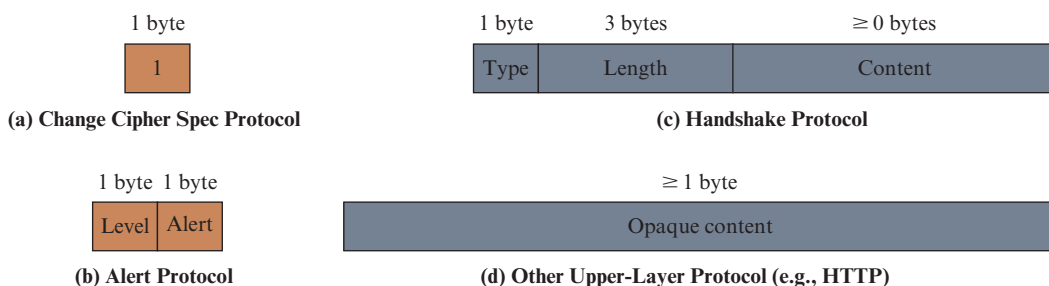 1 byte
1
(a) Change Cipher Spec Protocol
1 byte 3 bytes ≥ 0 bytes
Type Length Content
(c) Handshake Protocol
1 byte 1 byte
Level Alert
(b) Alert Protocol
≥ 1 byte
Opaque content
(d) Other Upper-Layer Protocol (e.g., HTTP)